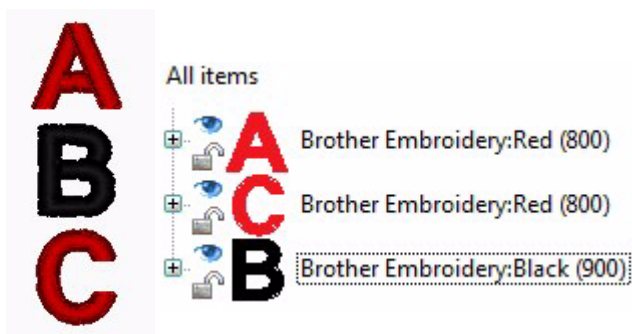 A
B
C
All items
A Brother Embroidery:Red (800)
C Brother Embroidery:Red (800)
B Brother Embroidery:Black (900)